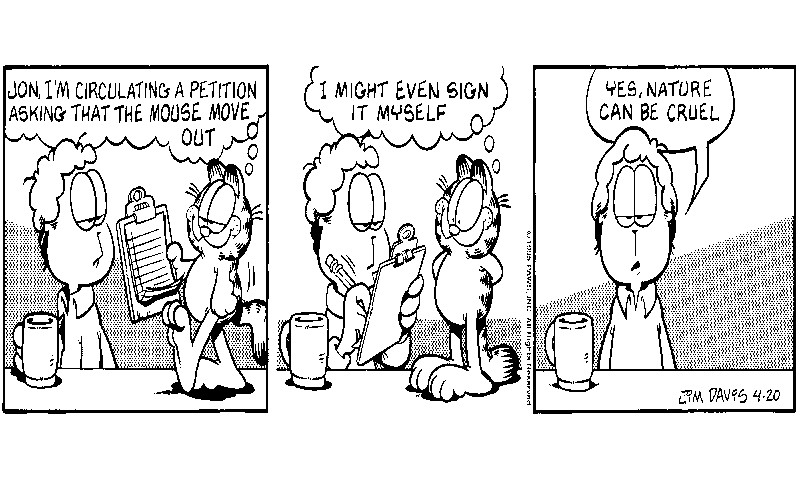 JON, I'M CIRCULATING A PETITION
ASKING THAT THE MOUSE MOVE
OUT
I MIGHT EVEN SIGN
IT MYSELF
YES, NATURE
CAN BE CRUEL
JIM DAVIS 4·20